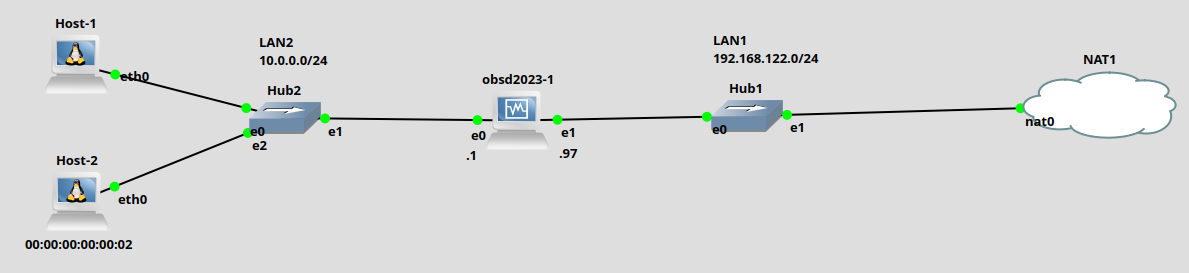 Host-1
eth0
LAN2
10.0.0.0/24
Hub2
e0
e1
e2
Host-2
eth0
00:00:00:00:00:02
obsd2023-1
e0
e1
.1
.97
LAN1
192.168.122.0/24
Hub1
e0
e1
NAT1
nat0